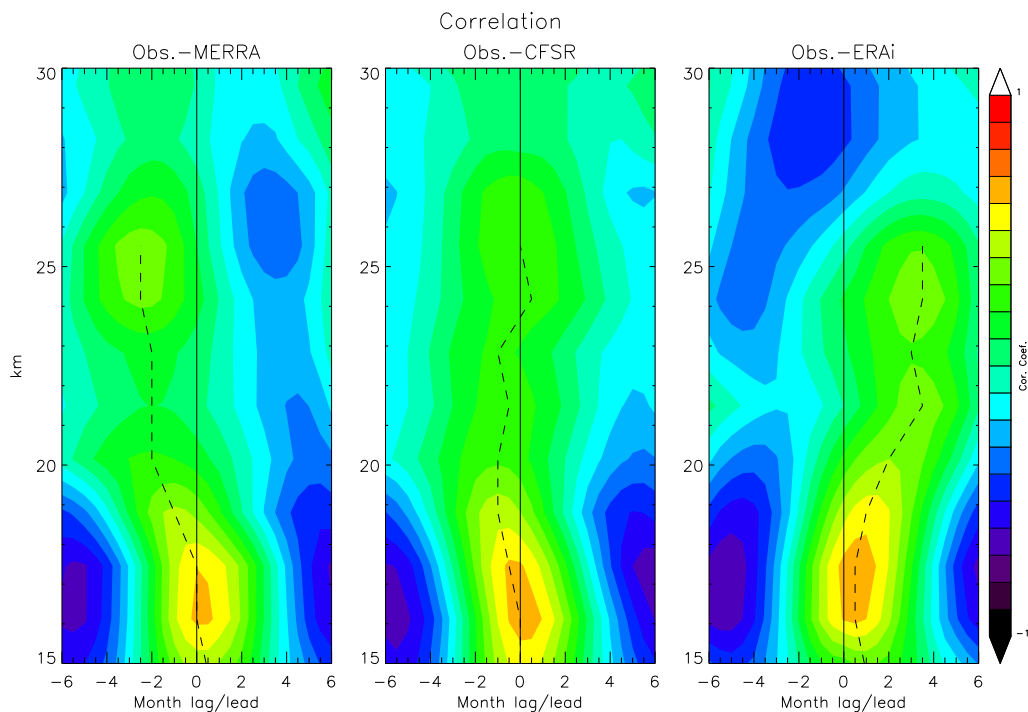 Correlation
Obs.−MERRA
Obs.−CFSR
Obs.−ERAi
30
25
20
15
km
-6 -4 -2 0 2 4 6
Month lag/lead
30
25
20
15
-6 -4 -2 0 2 4 6
Month lag/lead
30
25
20
15
-6 -4 -2 0 2 4 6
Month lag/lead
1
Cor. Coef.
-1